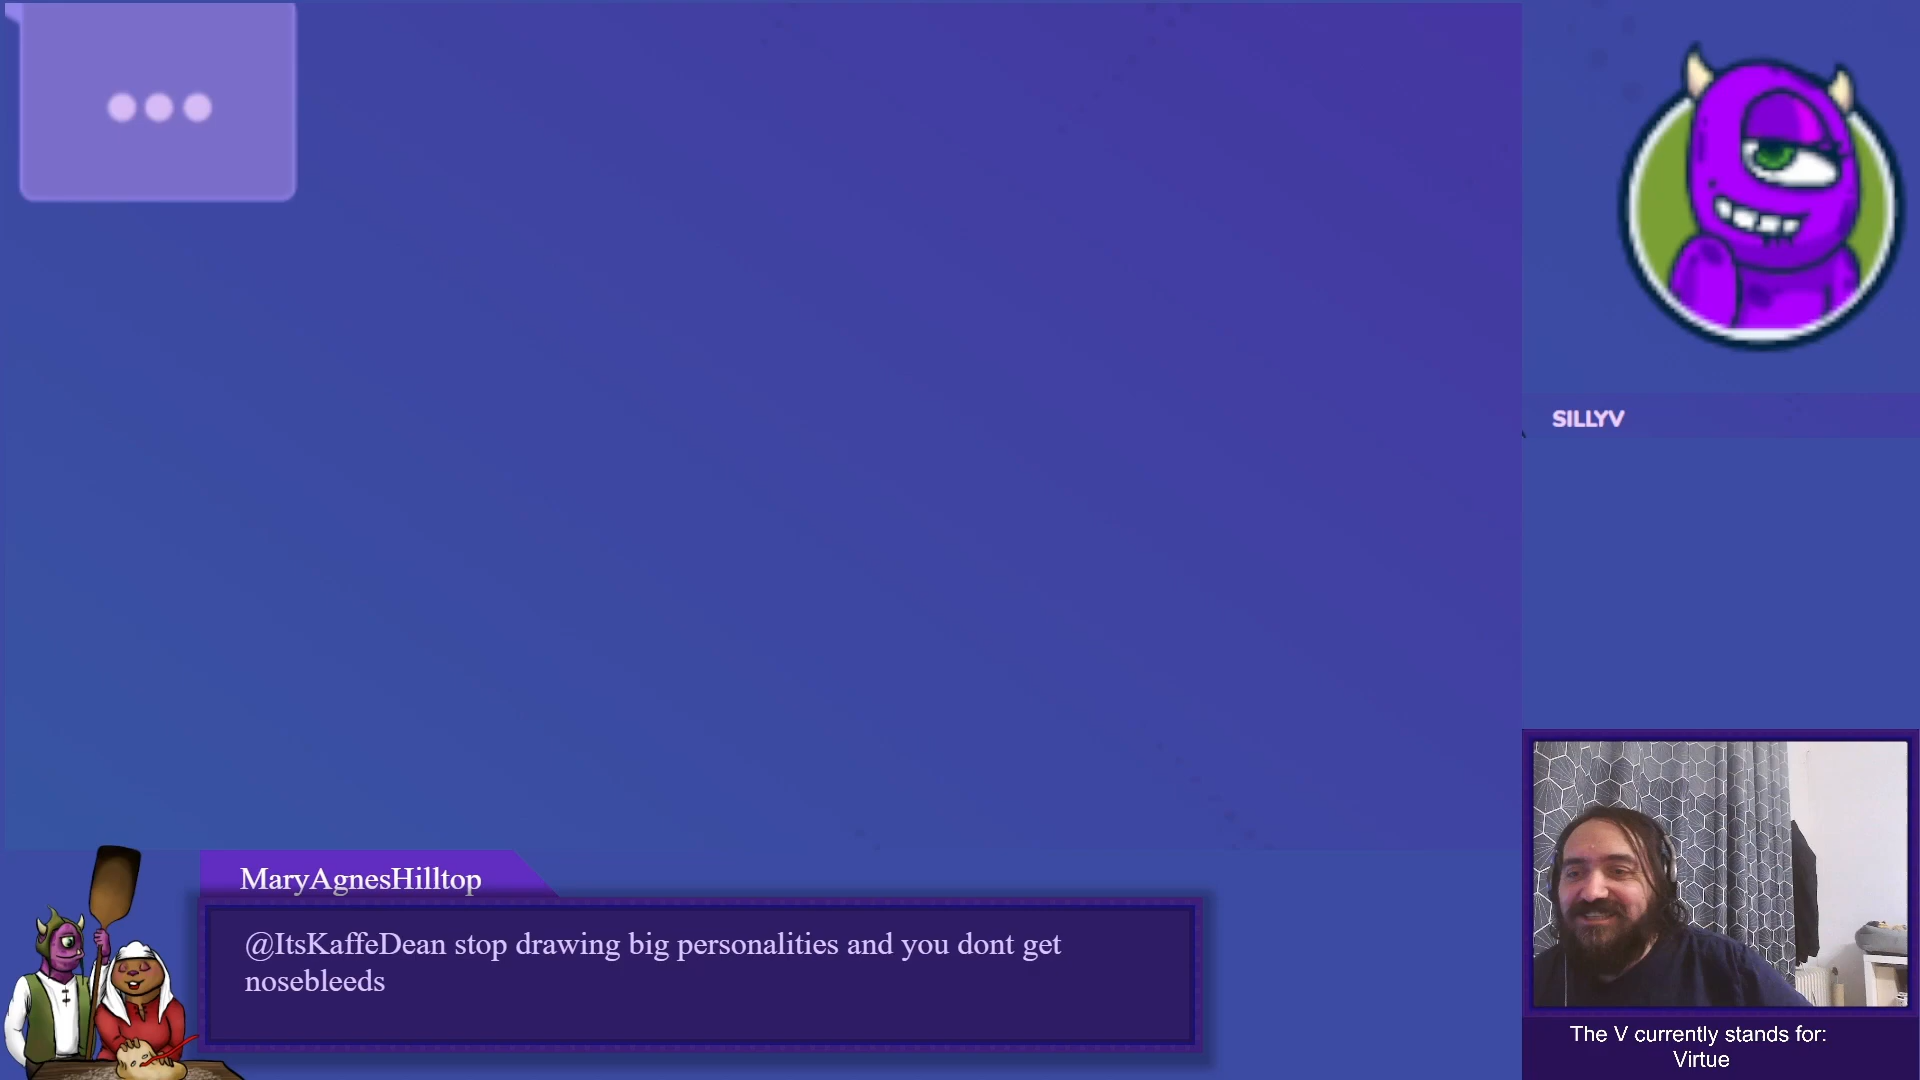 SILLYV
MaryAgnesHilltop
@ItsKaffeDean stop drawing big personalities and you dont get
nosebleeds
The V currently stands for:
Virtue